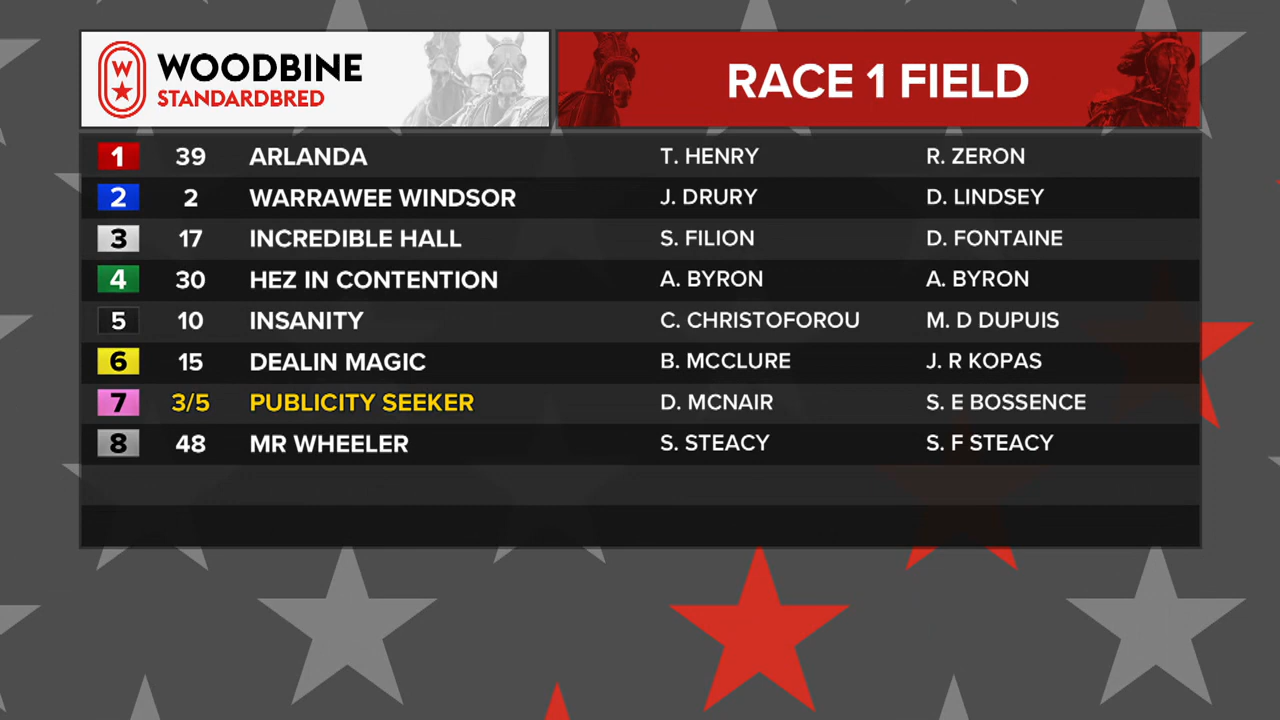 W
WOODBINE
STANDARDBRED
RACE 1 FIELD
1 39 ARLANDA T. HENRY R. ZERON
2 2 WARRAWEE WINDSOR J. DRURY D. LINDSEY
3 17 INCREDIBLE HALL S. FILION D. FONTAINE
4 30 HEZ IN CONTENTION A. BYRON A. BYRON
5 10 INSANITY C. CHRISTOFOROU M. D DUPUIS
6 15 DEALIN MAGIC B. MCCLURE J. R KOPAS
7 3/5 PUBLICITY SEEKER D. MCNAIR S. E BOSSENCE
8 48 MR WHEELER S. STEACY S. F STEACY